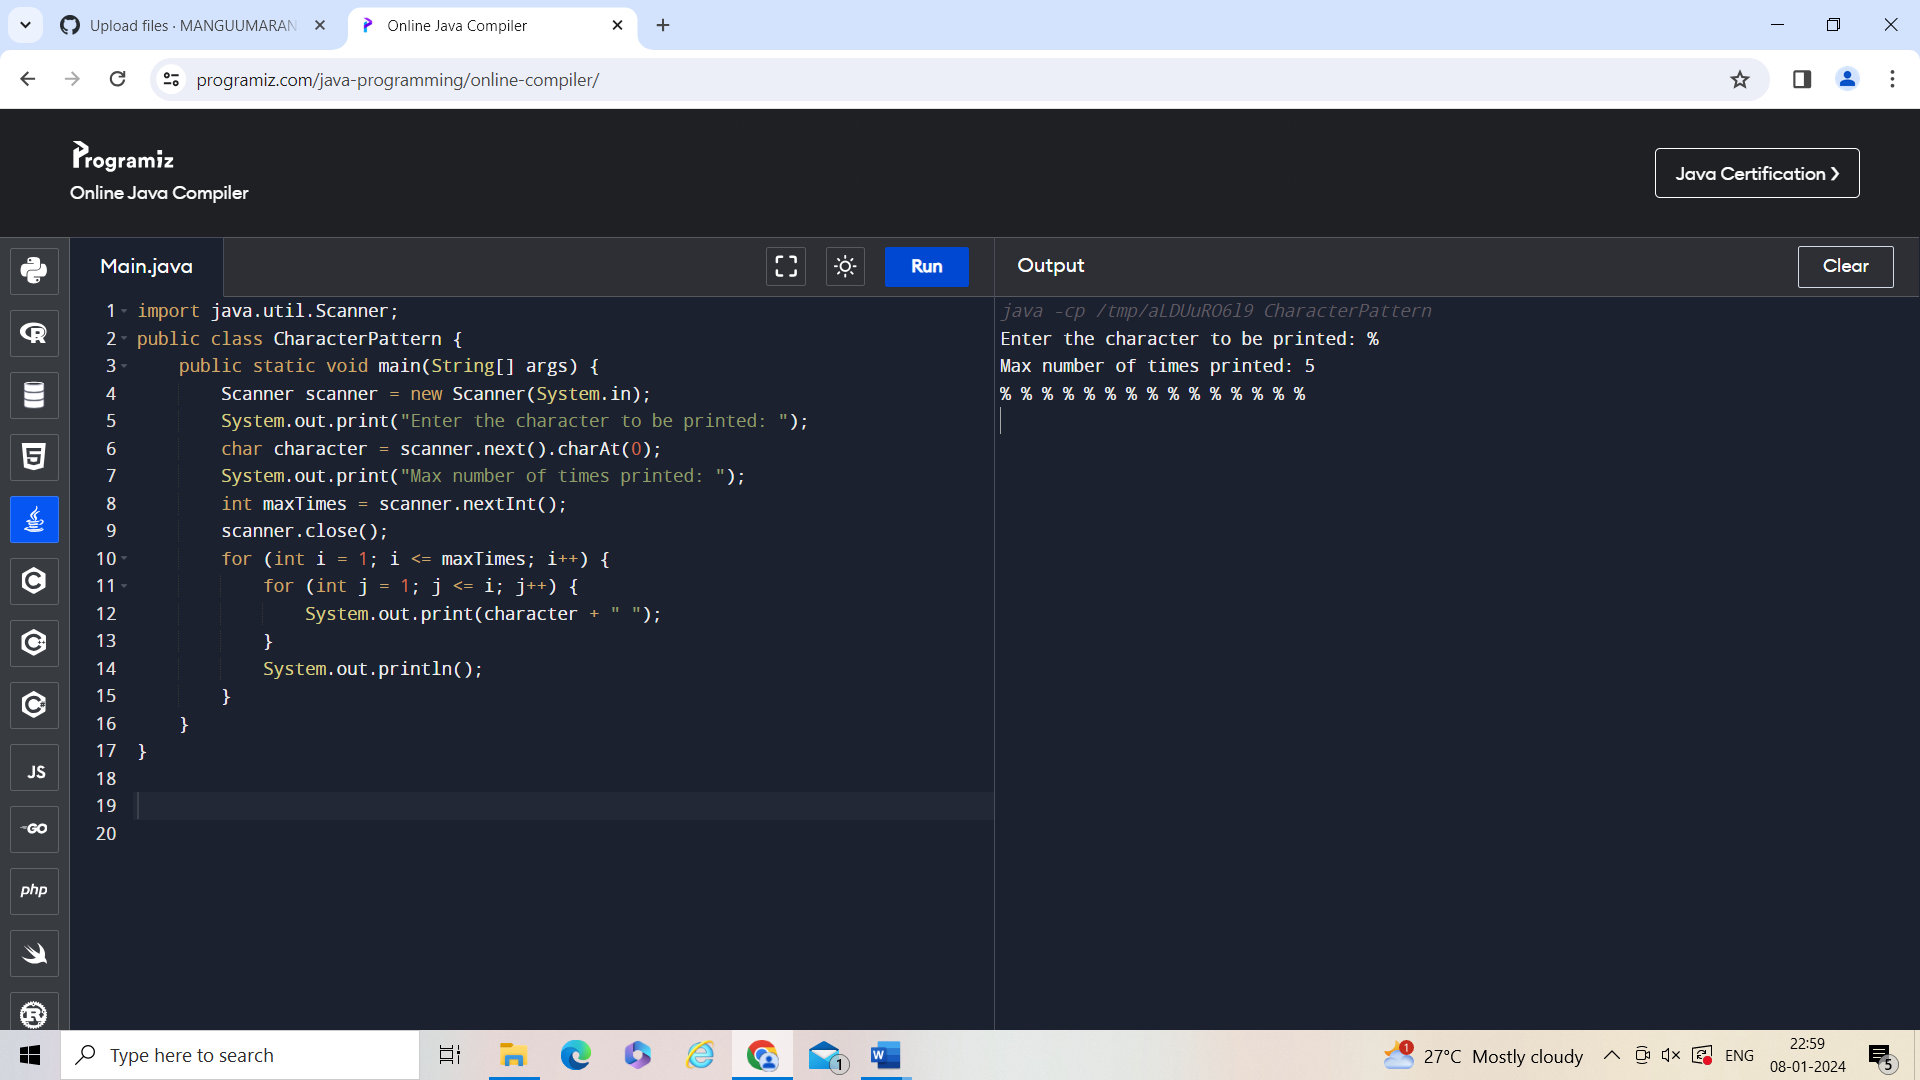 Upload files · MANGUUMARAN
Online Java Compiler
programiz.com/java-programming/online-compiler/
Programiz
Online Java Compiler
Java Certification ❯
Main.java
Run
Output
Clear
1 import java.util.Scanner;
2 public class CharacterPattern {
3     public static void main(String[] args) {
4         Scanner scanner = new Scanner(System.in);
5         System.out.print("Enter the character to be printed: ");
6         char character = scanner.next().charAt(0);
7         System.out.print("Max number of times printed: ");
8         int maxTimes = scanner.nextInt();
9         scanner.close();
10         for (int i = 1; i <= maxTimes; i++) {
11             for (int j = 1; j <= i; j++) {
12                 System.out.print(character + " ");
13             }
14             System.out.println();
15         }
16     }
17 }
18
19
20
java -cp /tmp/aLDUuRO6l9 CharacterPattern
Enter the character to be printed: %
Max number of times printed: 5
% % % % % % % % % % % % % % %
R
5
C
C
C
JS
GO
php
R
Type here to search
1
W
1
27°C Mostly cloudy
ENG
22:59
08-01-2024
5